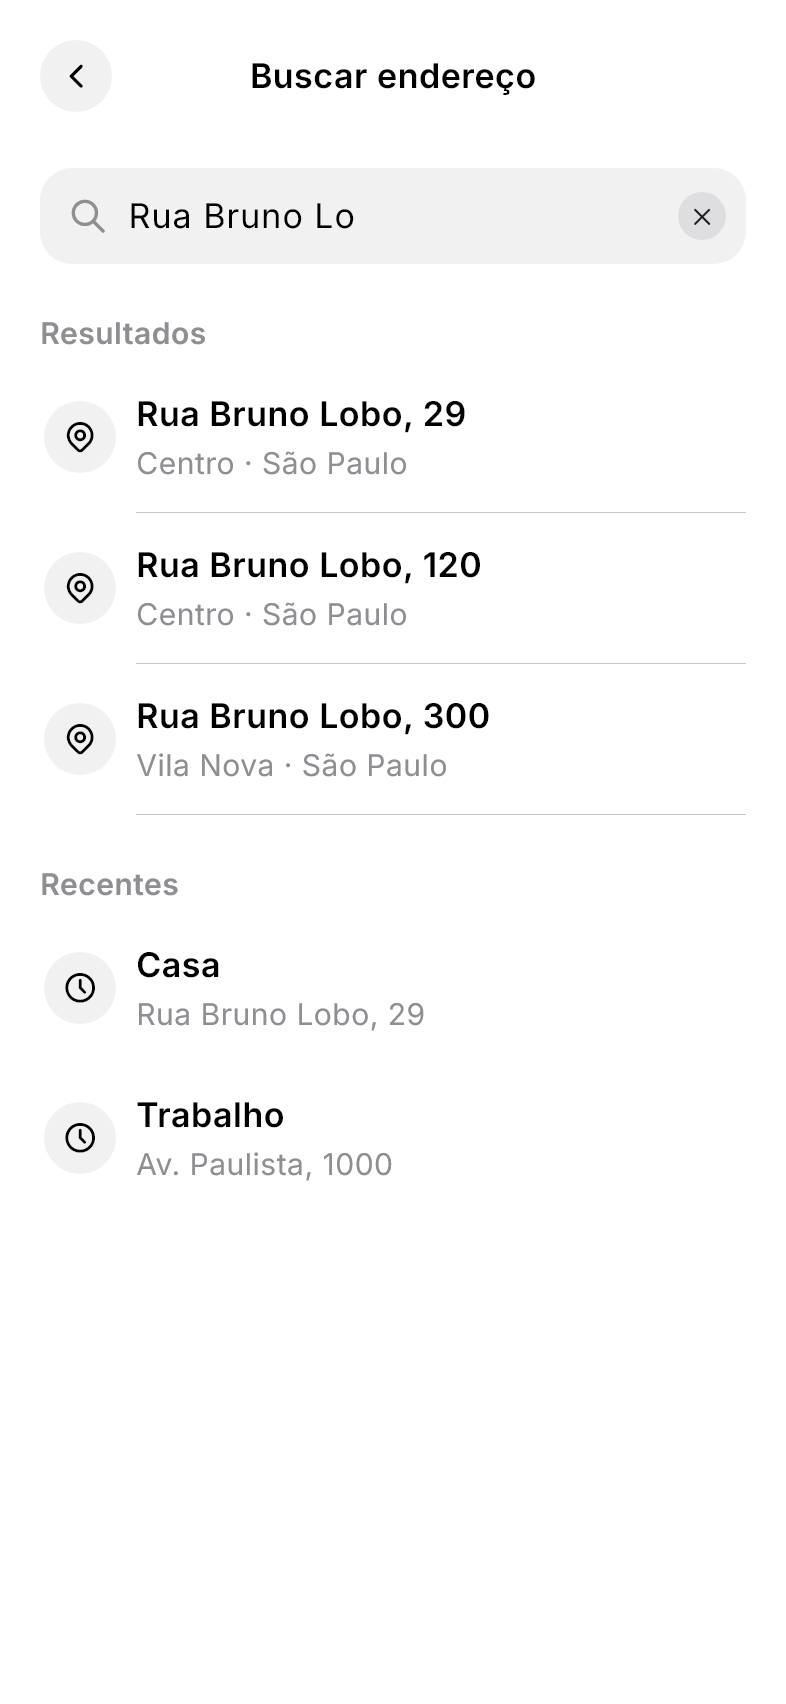 Buscar endereço
Rua Bruno Lo
Resultados
Rua Bruno Lobo, 29
Centro · São Paulo
Rua Bruno Lobo, 120
Centro · São Paulo
Rua Bruno Lobo, 300
Vila Nova · São Paulo
Recentes
Casa
Rua Bruno Lobo, 29
Trabalho
Av. Paulista, 1000